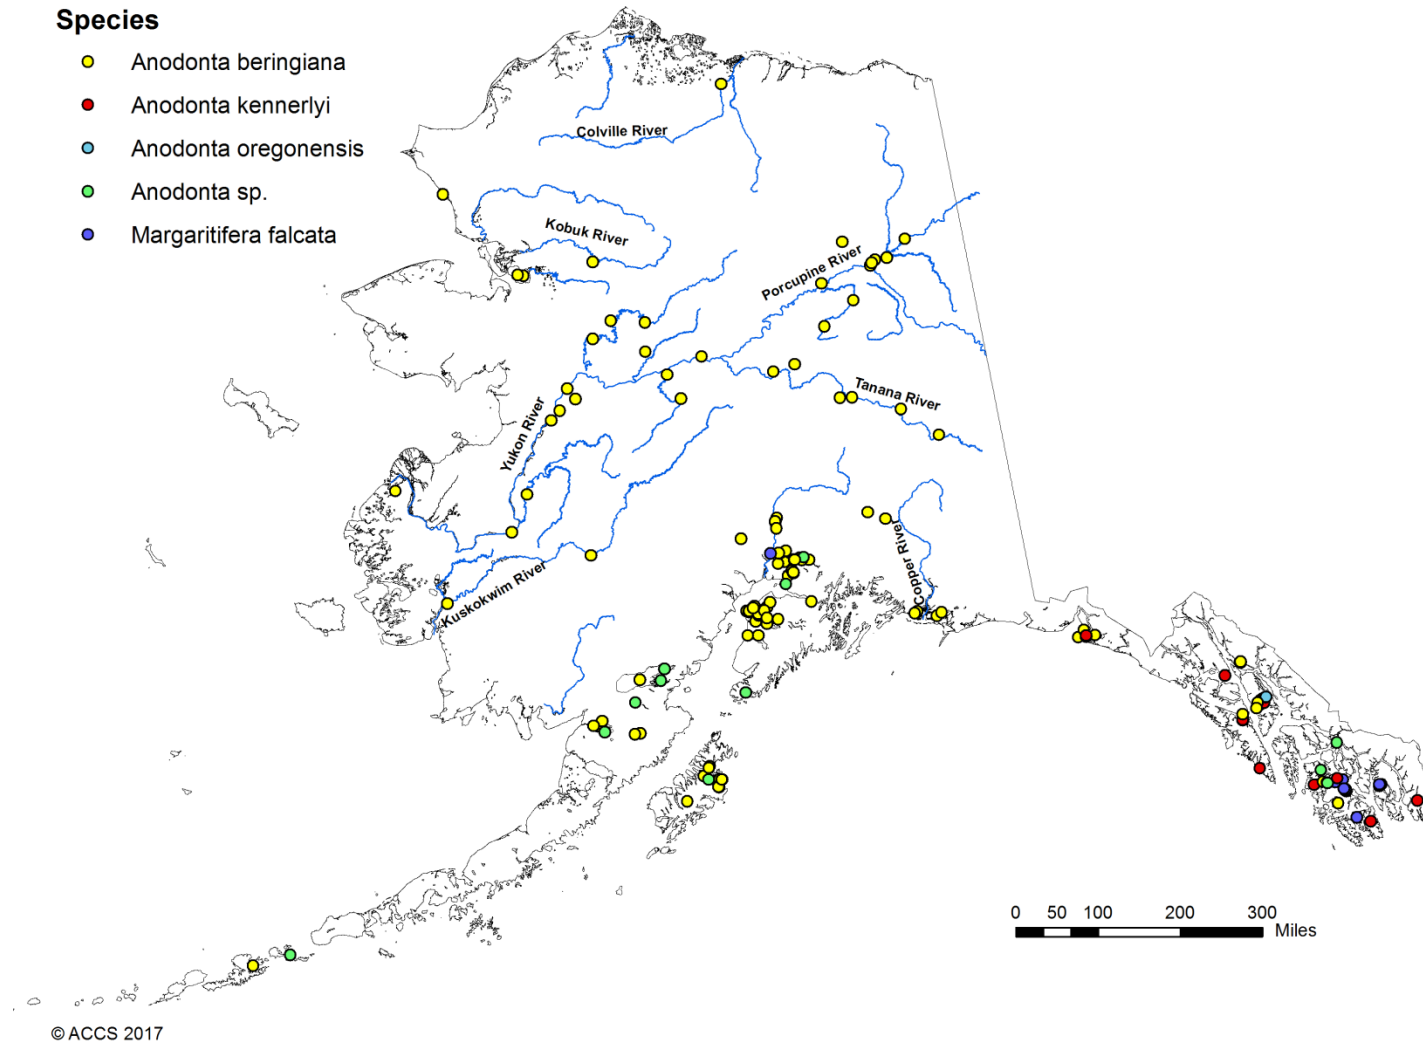 Species
Anodonta beringiana
Anodonta kennerlyi
Anodonta oregonensis
Anodonta sp.
Margaritifera falcata
Colville River
Kobuk River
Porcupine River
Tanana River
Yukon River
Copper River
Kuskokwim River
0 50 100 200 300
Miles
© ACCS 2017